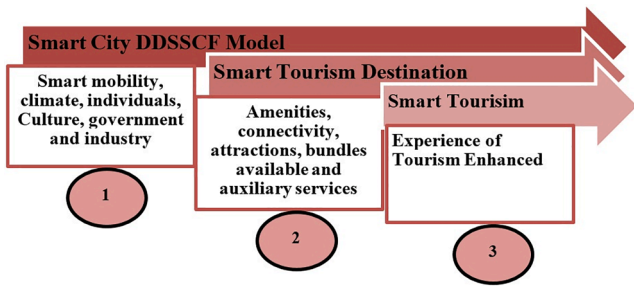 Smart City DDSSCF Model
Smart mobility,
climate, individuals,
Culture, government
and industry
1
Smart Tourism Destination
Amenities,
connectivity,
attractions, bundles
available and
auxiliary services
2
Smart Tourisim
Experience of
Tourism Enhanced
3